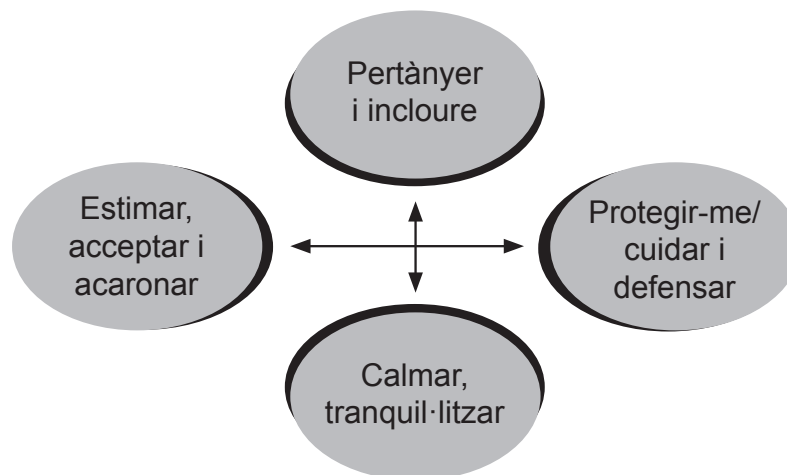 Pertànyer
i incloure
Estimar,
acceptar i
acaronar
Protegir-me/
cuidar i
defensar
Calmar,
tranquil·litzar